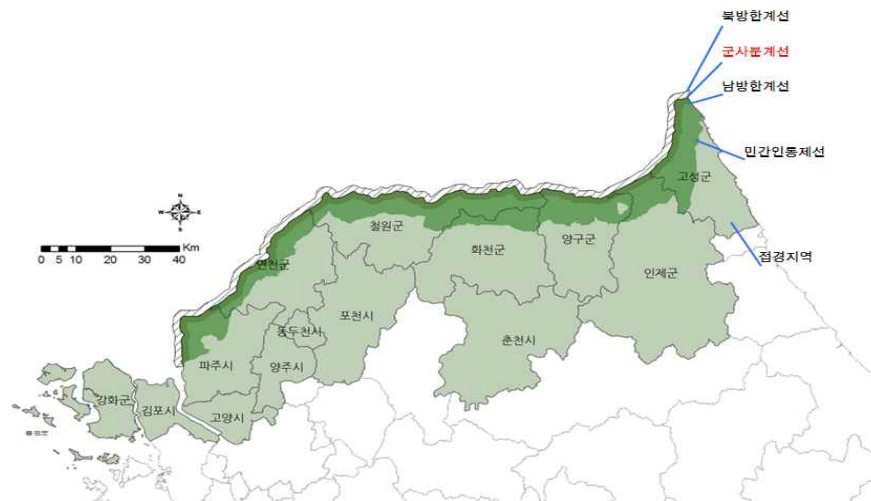 북방한계선
군사분계선
남방한계선
민간인통제선
고성군
접경지역
N
W
E
S
Km
0 5 10 20 30 40
철원군
화천군
양구군
인제군
연천군
포천시
동두천시
춘천시
파주시
양주시
강화군
김포시
고양시